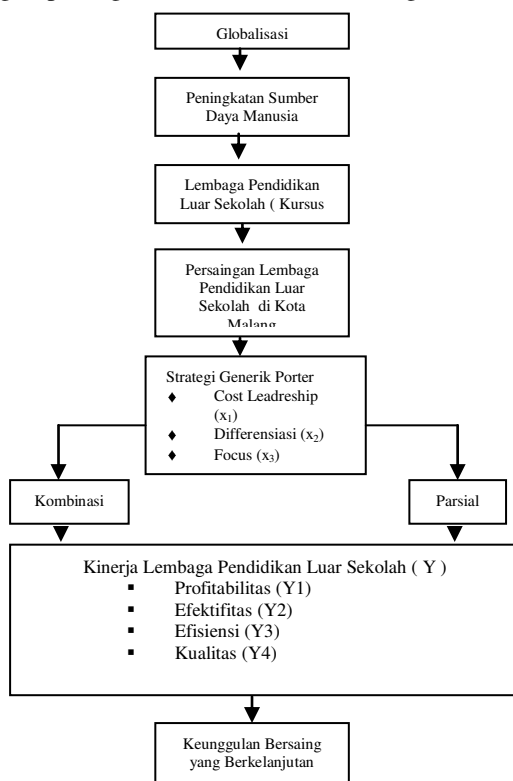 Globalisasi
Peningkatan Sumber
Daya Manusia
Lembaga Pendidikan
Luar Sekolah ( Kursus
Persaingan Lembaga
Pendidikan Luar
Sekolah di Kota
Malang
Strategi Generik Porter
♦ Cost Leadreship
(x₁)
♦ Differensiasi (x₂)
♦ Focus (x₃)
Kombinasi
Parsial
Kinerja Lembaga Pendidikan Luar Sekolah ( Y )
▪ Profitabilitas (Y1)
▪ Efektifitas (Y2)
▪ Efisiensi (Y3)
▪ Kualitas (Y4)
Keunggulan Bersaing
yang Berkelanjutan